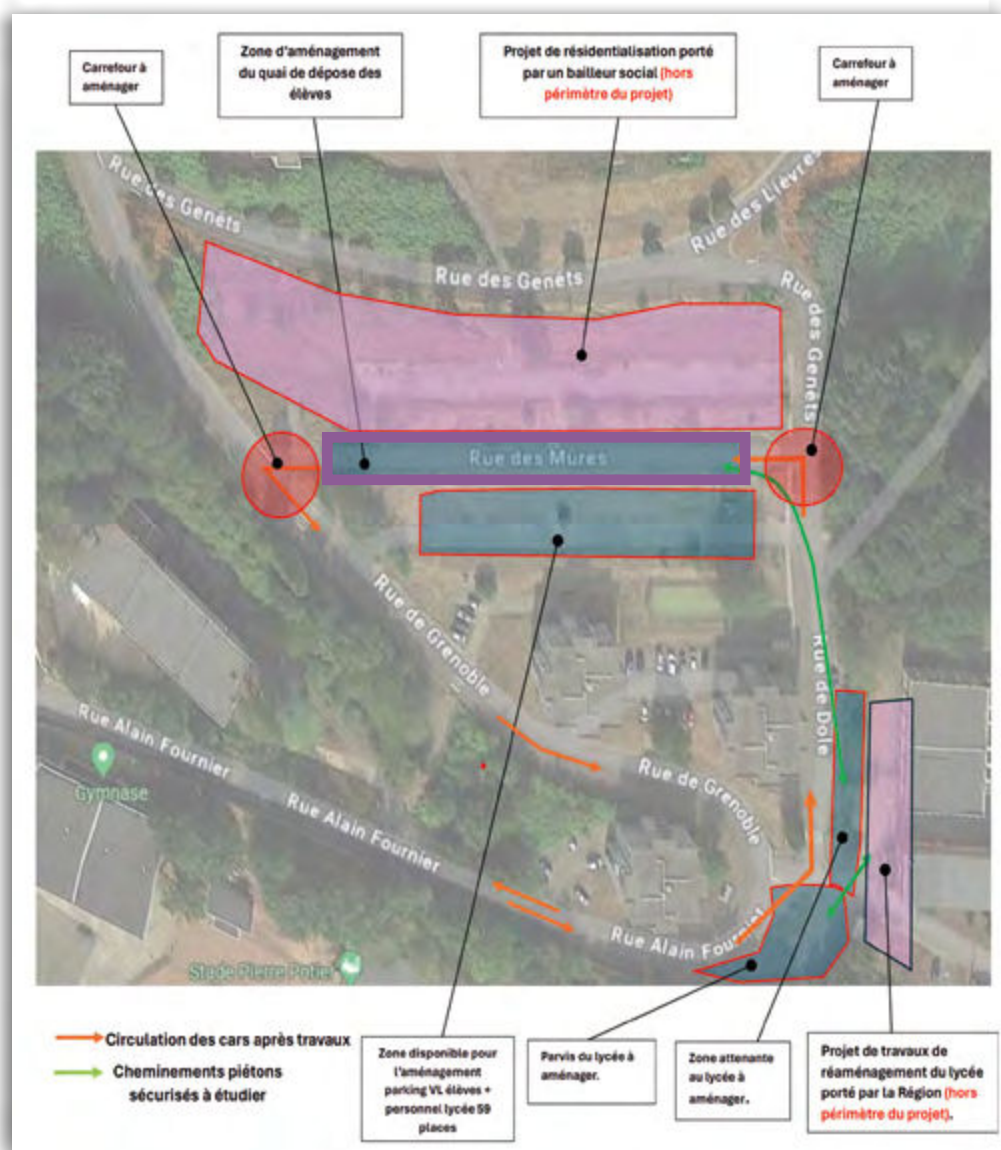 Carrefour à
aménager
Zone d'aménagement
du quai de dépose des
élèves
Projet de résidentialisation porté
par un bailleur social (hors
périmètre du projet)
Carrefour à
aménager
Rue des Genêts
Rue des Lièvres
Rue des Genêts
Rue des Genêts
Rue des Mûres
Rue de Grenoble
Rue de Dole
Rue Alain Fournier
Gymnase
Rue Alain Fournier
Rue de Grenoble
Rue Alain Fournier
Stade Pierre Potier
Circulation des cars après travaux
Cheminements piétons
sécurisés à étudier
Zone disponible pour
l'aménagement
parking VL élèves +
personnel lycée 59
places
Parvis du lycée à
aménager.
Zone attenante
au lycée à
aménager.
Projet de travaux de
réaménagement du lycée
porté par la Région (hors
périmètre du projet).